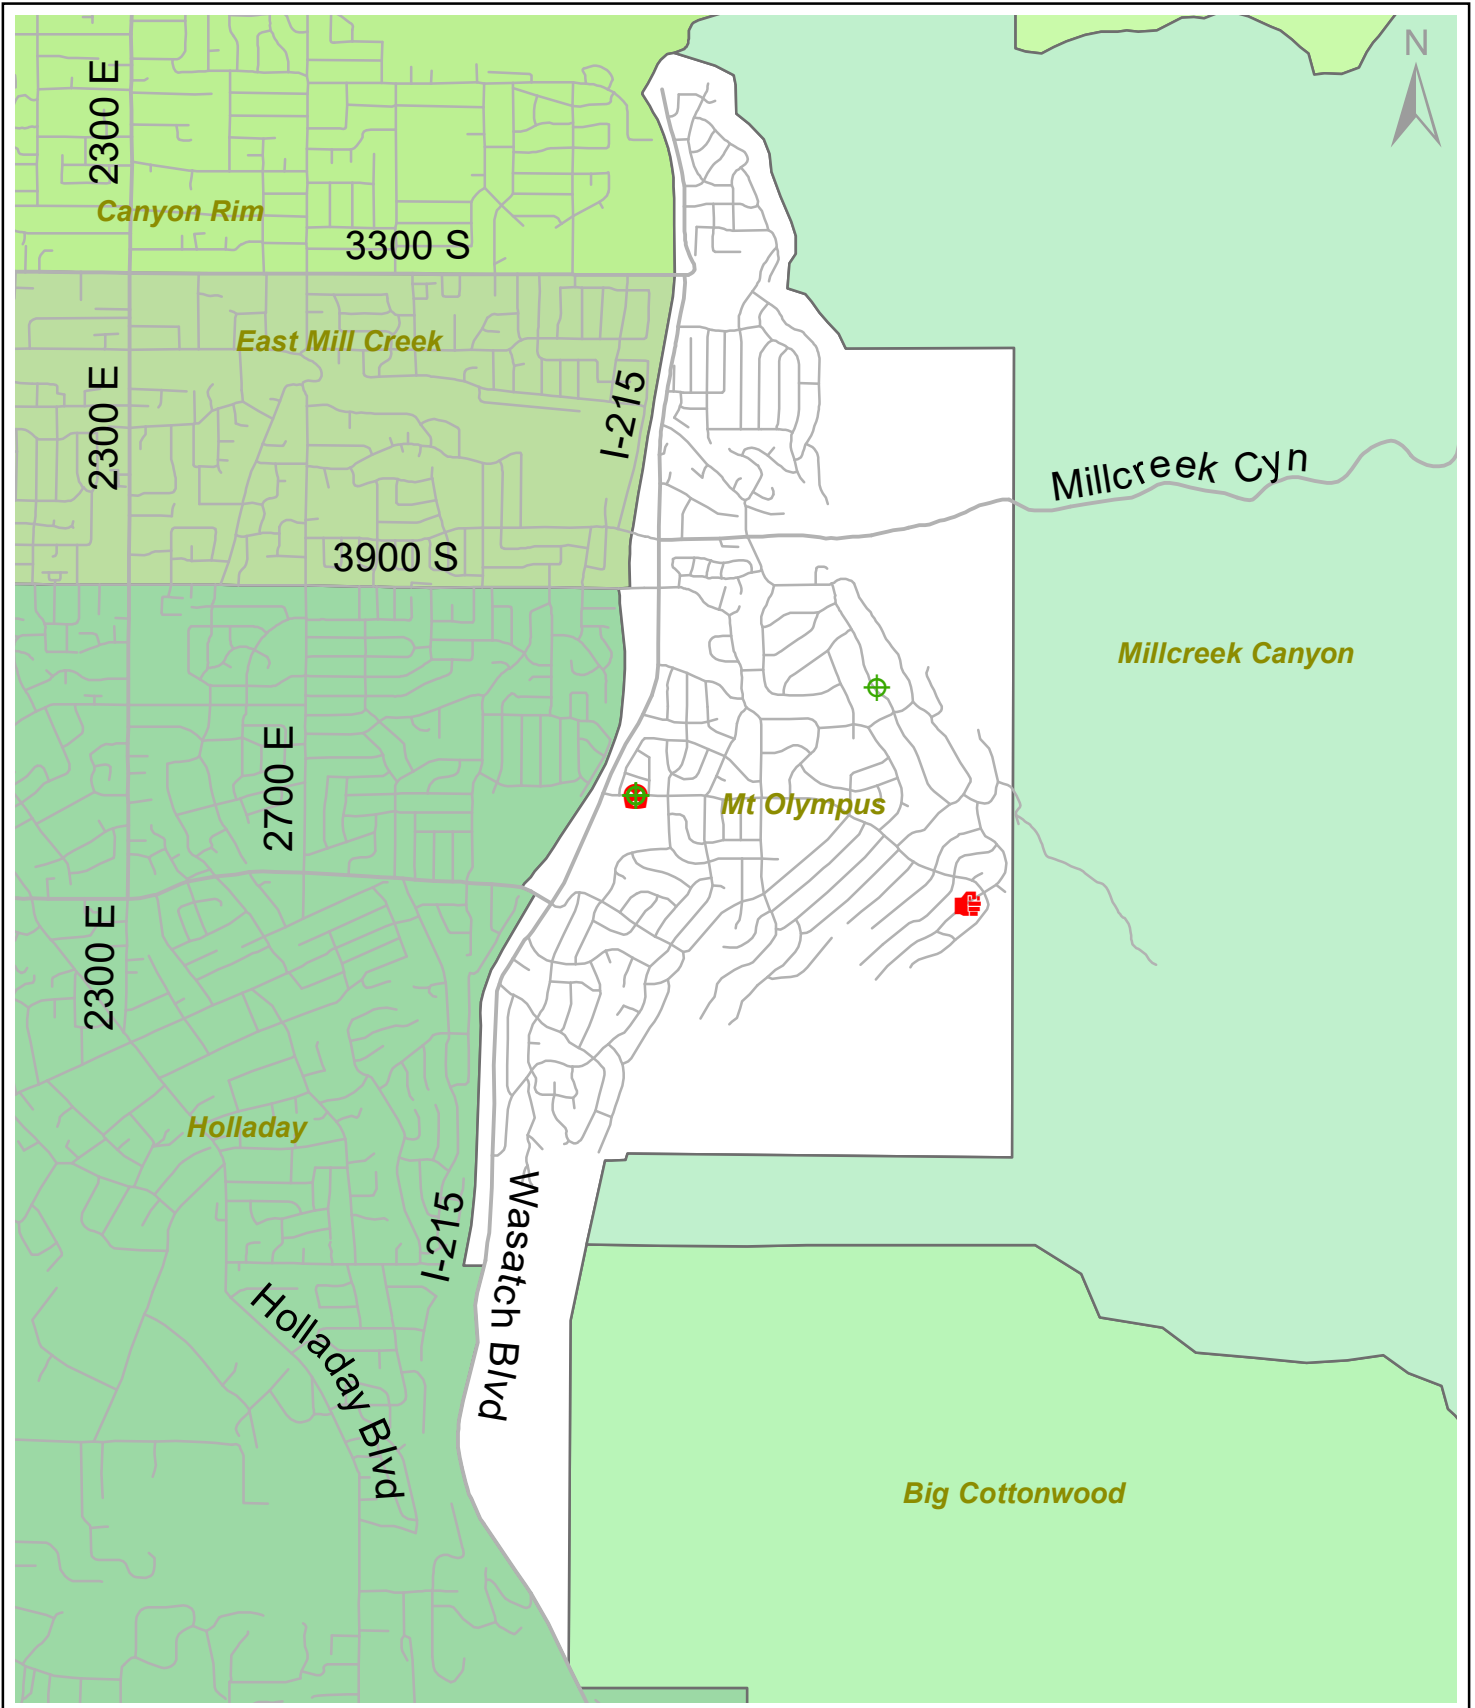 N
2300 E
Canyon Rim
3300 S
East Mill Creek
2300 E
I-215
Millcreek Cyn
3900 S
Millcreek Canyon
2700 E
Mt Olympus
2300 E
Holladay
I-215
Wasatch Blvd
Holladay Blvd
Big Cottonwood